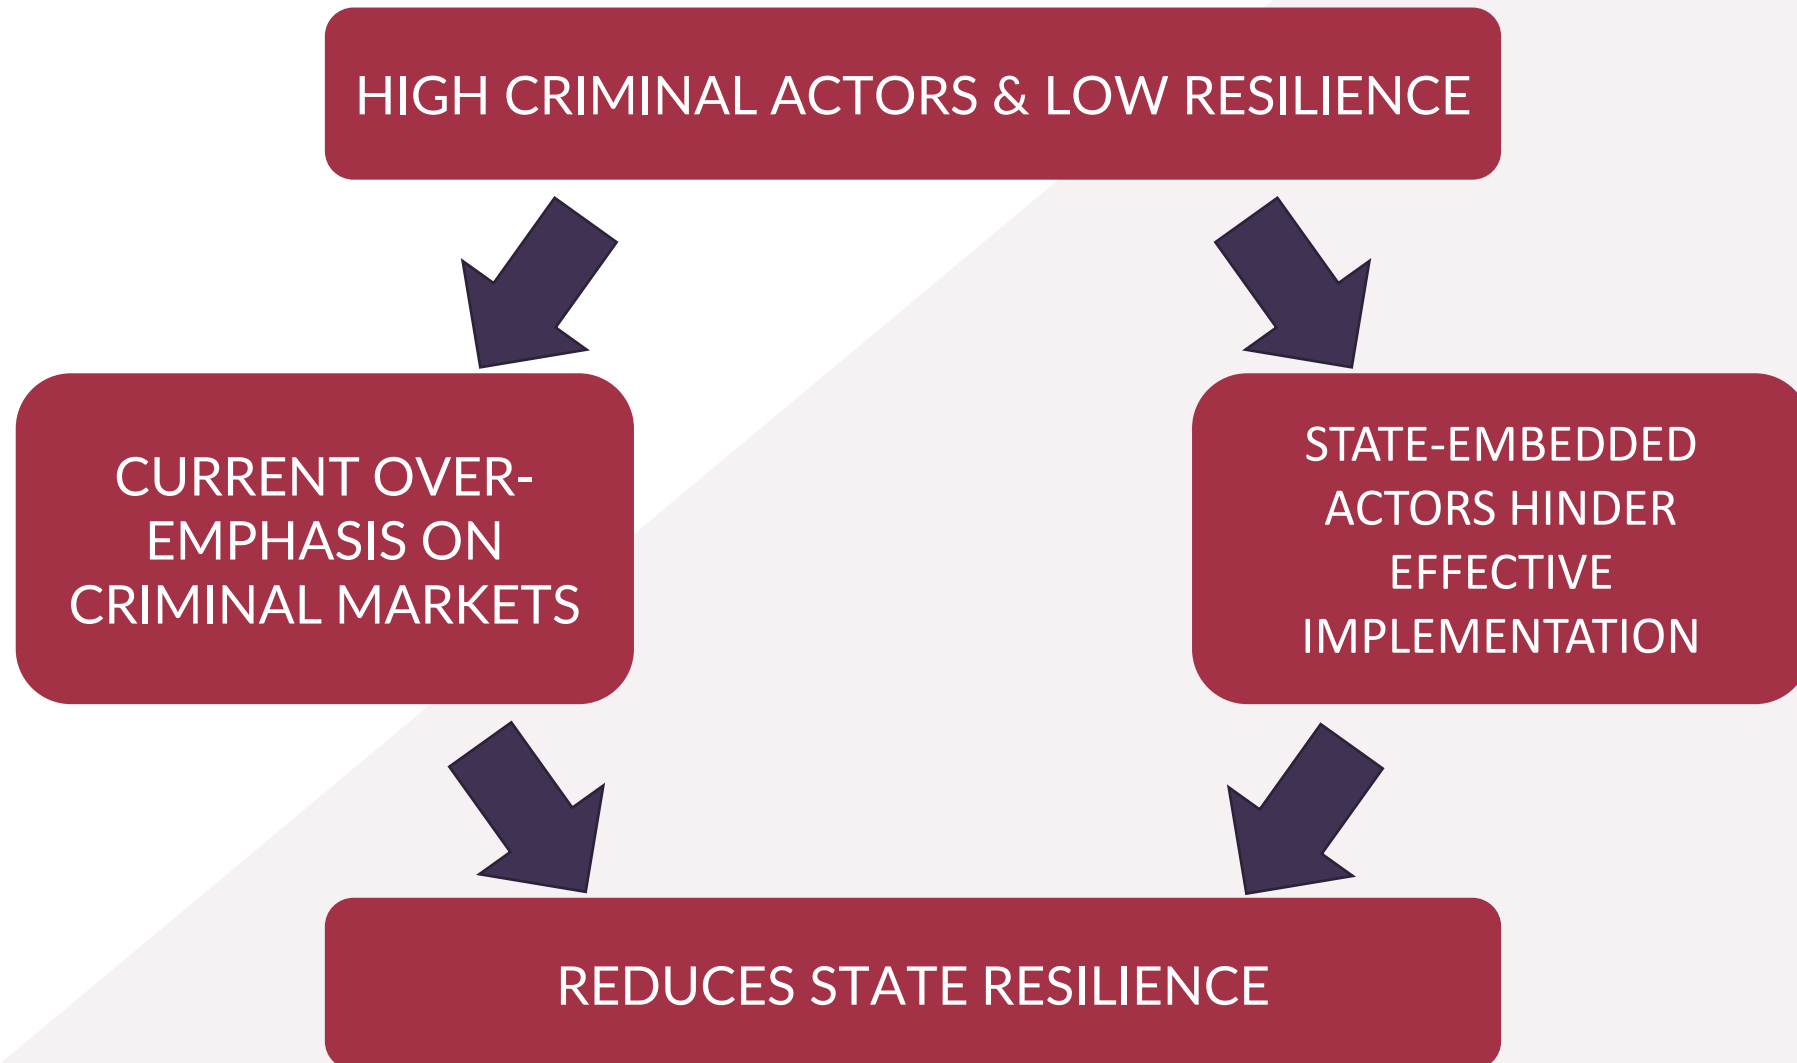 HIGH CRIMINAL ACTORS & LOW RESILIENCE
CURRENT OVER-
EMPHASIS ON
CRIMINAL MARKETS
STATE-EMBEDDED
ACTORS HINDER
EFFECTIVE
IMPLEMENTATION
REDUCES STATE RESILIENCE